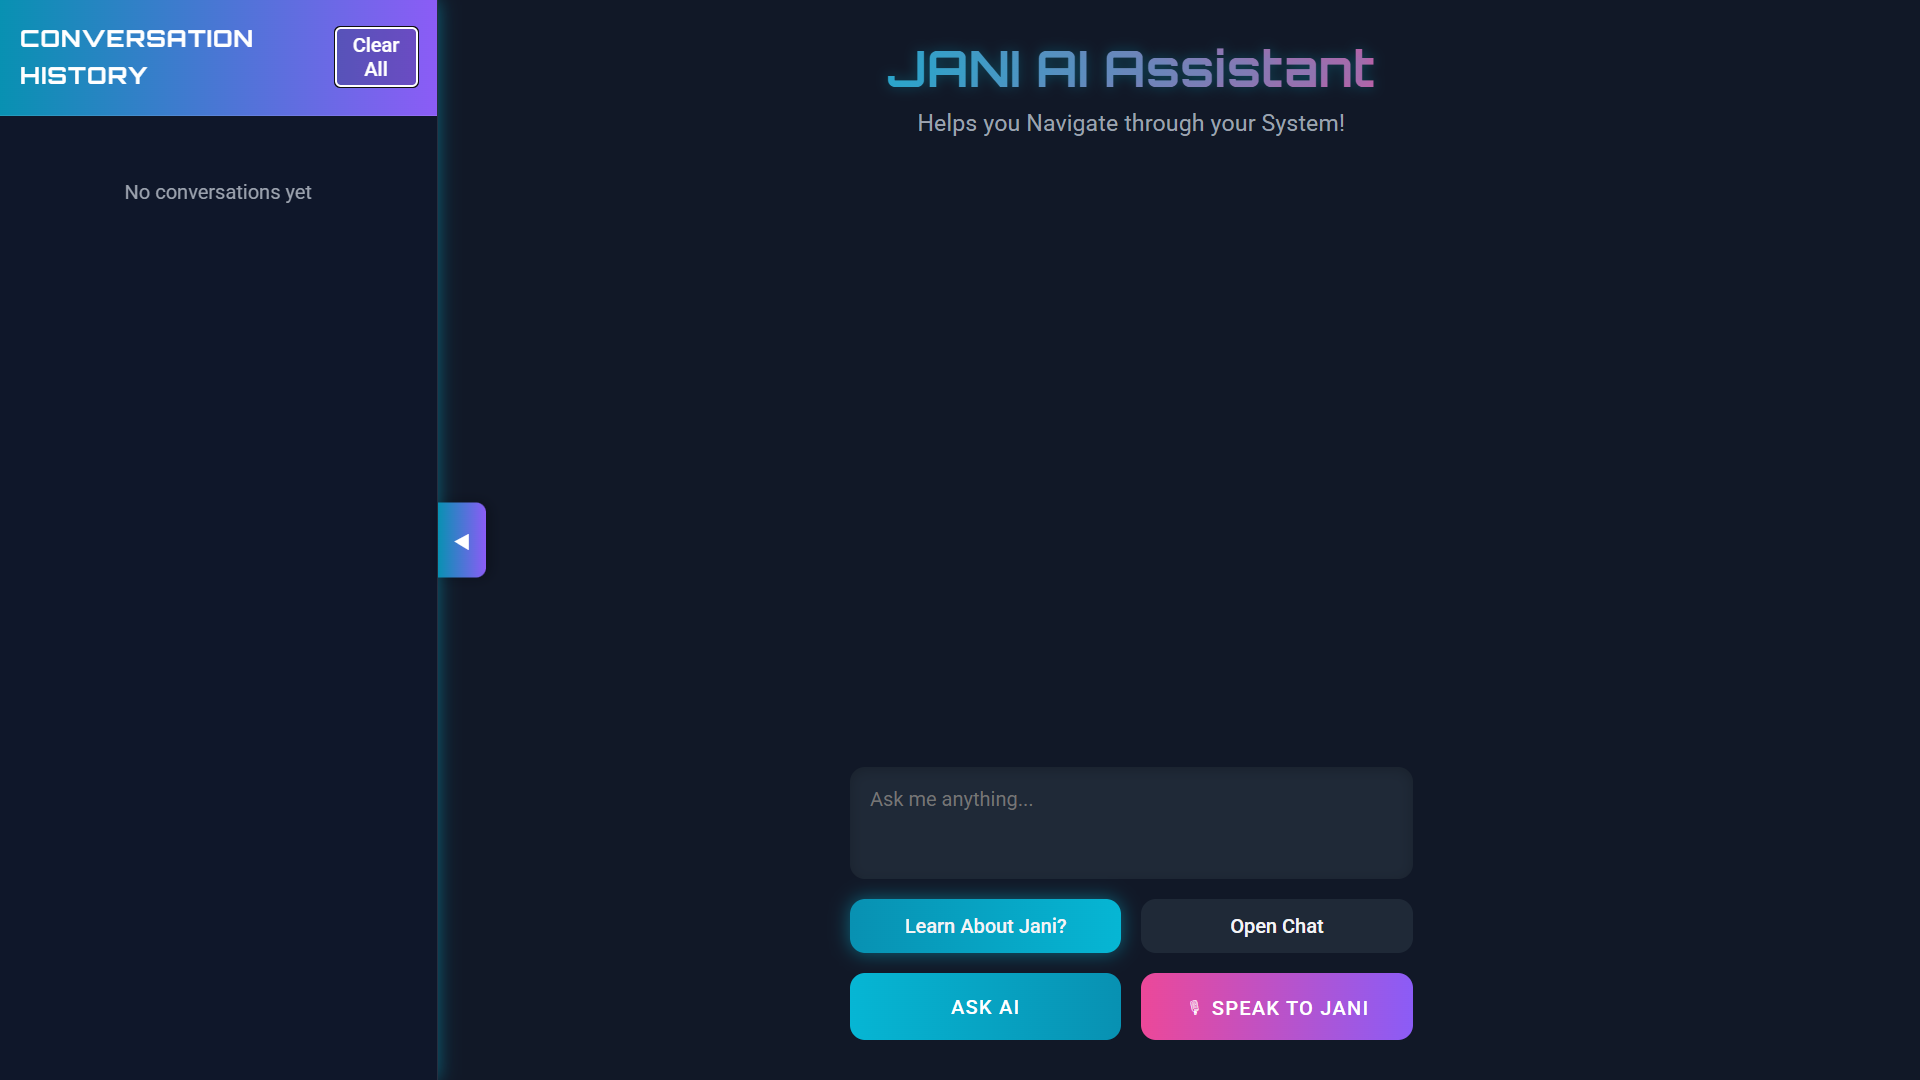 CONVERSATION
HISTORY
Clear
All
No conversations yet
JANI AI Assistant
Helps you Navigate through your System!
Ask me anything...
Learn About Jani?
Open Chat
ASK AI
SPEAK TO JANI